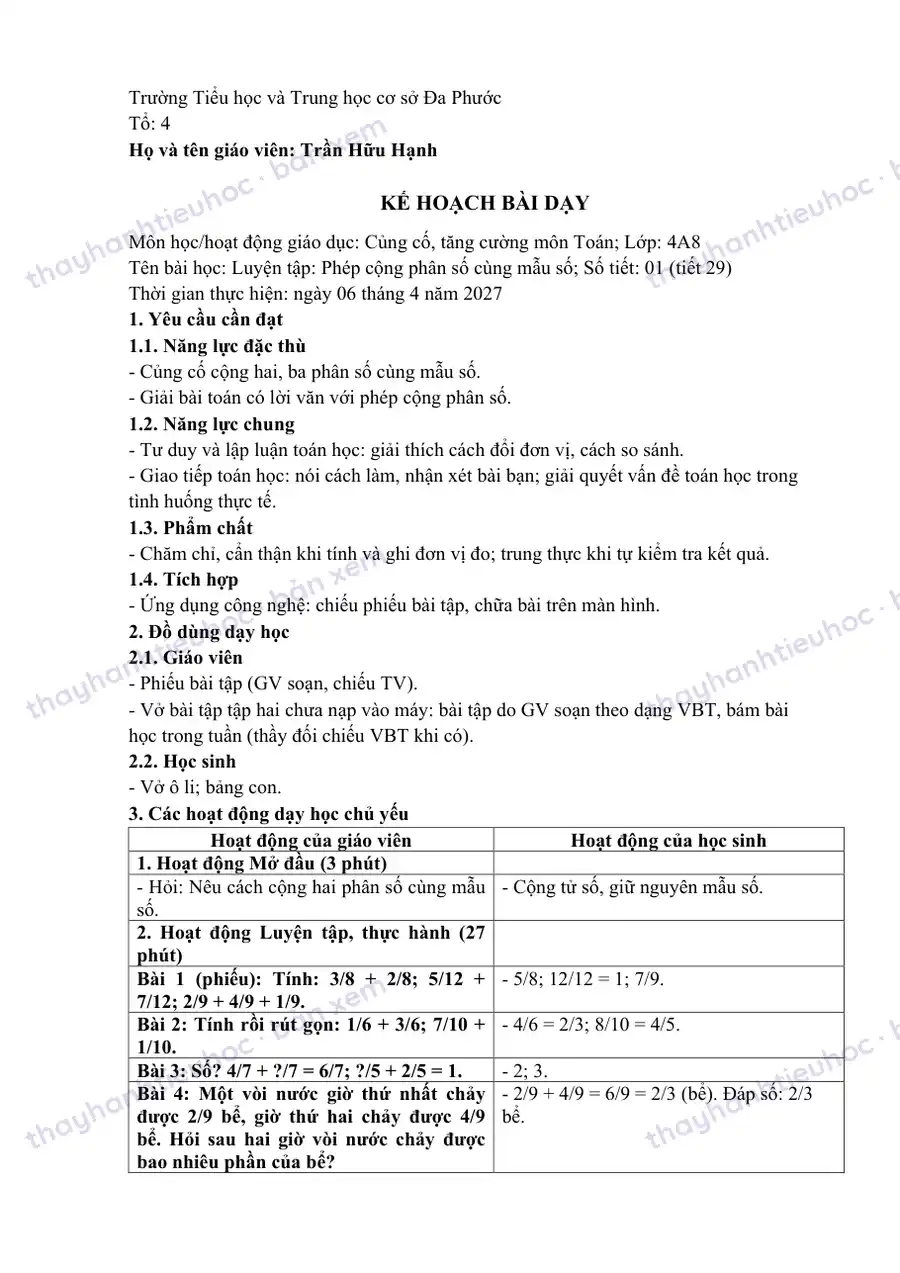 Trường Tiểu học và Trung học cơ sở Đa Phước
Tổ: 4
Họ và tên giáo viên: Trần Hữu Hạnh
KẾ HOẠCH BÀI DẠY
Môn học/hoạt động giáo dục: Củng cố, tăng cường môn Toán; Lớp: 4A8
Tên bài học: Luyện tập: Phép cộng phân số cùng mẫu số; Số tiết: 01 (tiết 29)
Thời gian thực hiện: ngày 06 tháng 4 năm 2027
1. Yêu cầu cần đạt
1.1. Năng lực đặc thù
- Củng cố cộng hai, ba phân số cùng mẫu số.
- Giải bài toán có lời văn với phép cộng phân số.
1.2. Năng lực chung
- Tư duy và lập luận toán học: giải thích cách đổi đơn vị, cách so sánh.
- Giao tiếp toán học: nói cách làm, nhận xét bài bạn; giải quyết vấn đề toán học trong
tình huống thực tế.
1.3. Phẩm chất
- Chăm chỉ, cẩn thận khi tính và ghi đơn vị đo; trung thực khi tự kiểm tra kết quả.
1.4. Tích hợp
- Ứng dụng công nghệ: chiếu phiếu bài tập, chữa bài trên màn hình.
2. Đồ dùng dạy học
2.1. Giáo viên
- Phiếu bài tập (GV soạn, chiếu TV).
- Vở bài tập tập hai chưa nạp vào máy: bài tập do GV soạn theo dạng VBT, bám bài
học trong tuần (thầy đối chiếu VBT khi có).
2.2. Học sinh
- Vở ô li; bảng con.
3. Các hoạt động dạy học chủ yếu
Hoạt động của giáo viên
Hoạt động của học sinh
1. Hoạt động Mở đầu (3 phút)
- Hỏi: Nêu cách cộng hai phân số cùng mẫu
số.
- Cộng tử số, giữ nguyên mẫu số.
2. Hoạt động Luyện tập, thực hành (27
phút)
Bài 1 (phiếu): Tính: 3/8 + 2/8; 5/12 +
7/12; 2/9 + 4/9 + 1/9.
- 5/8; 12/12 = 1; 7/9.
Bài 2: Tính rồi rút gọn: 1/6 + 3/6; 7/10 +
1/10.
- 4/6 = 2/3; 8/10 = 4/5.
Bài 3: Số? 4/7 + ?/7 = 6/7; ?/5 + 2/5 = 1.
- 2; 3.
Bài 4: Một vòi nước giờ thứ nhất chảy
được 2/9 bể, giờ thứ hai chảy được 4/9
bể. Hỏi sau hai giờ vòi nước chảy được
bao nhiêu phần của bể?
- 2/9 + 4/9 = 6/9 = 2/3 (bể). Đáp số: 2/3
bể.
thayhanhtieuhoc · bản xem
thayhanhtieuhoc · b
thayhanhtieuhoc · bản xem
thayhanhtieuhoc · b
thayhanhtieuhoc · bản xem
thayhanhtieuhoc · b